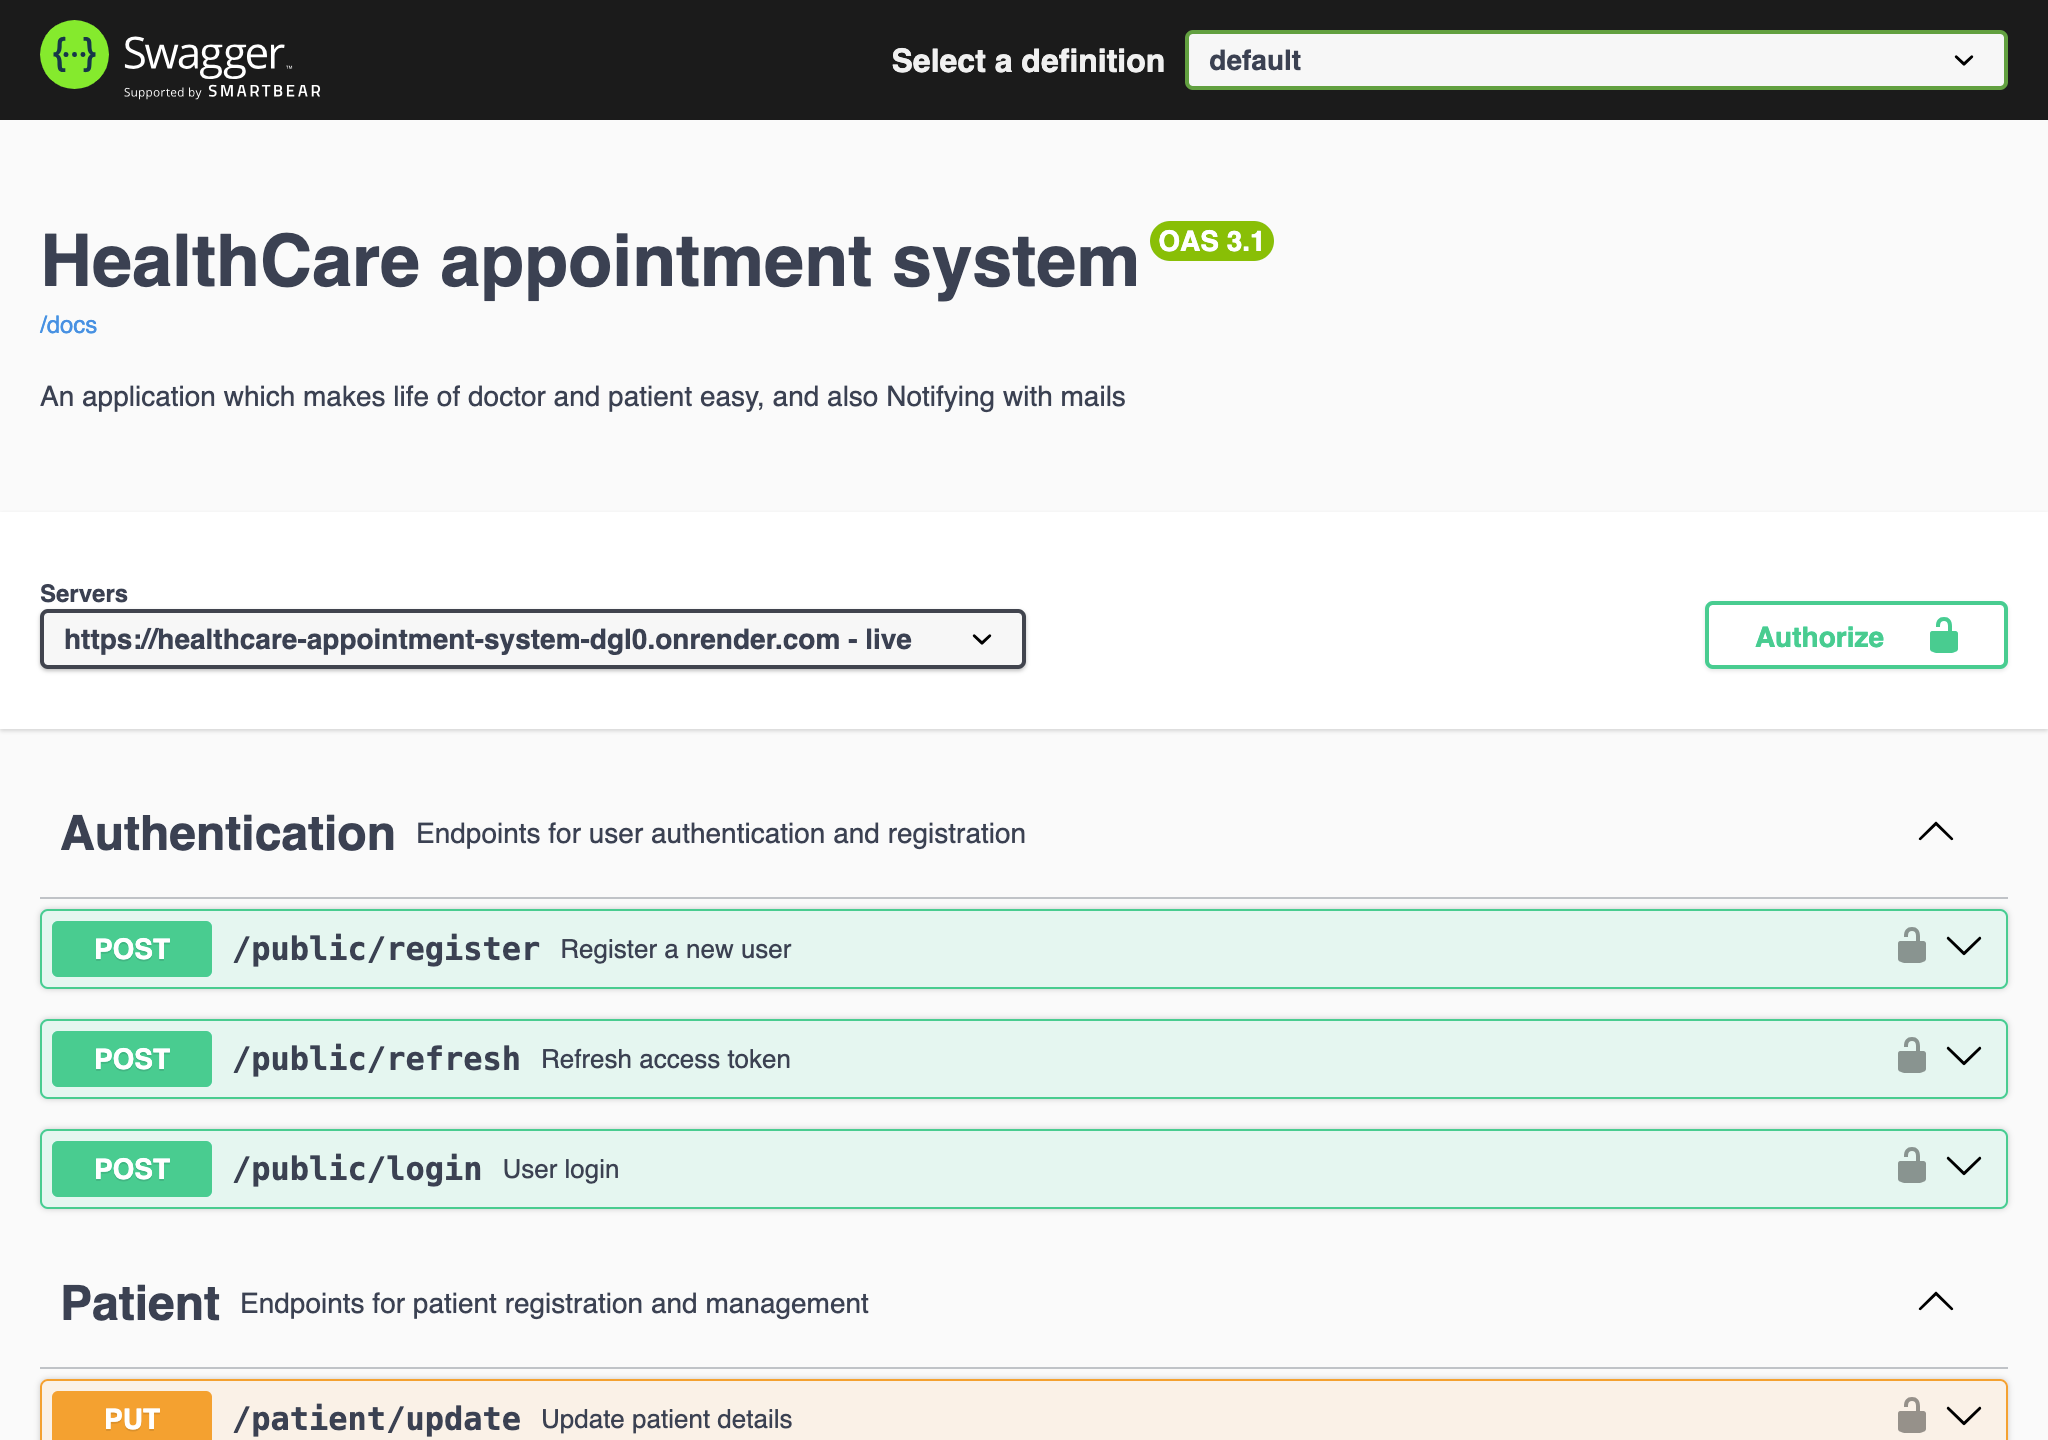 {···} Swagger™
Supported by SMARTBEAR
Select a definition
default
HealthCare appointment system OAS 3.1
/docs
An application which makes life of doctor and patient easy, and also Notifying with mails
Servers
https://healthcare-appointment-system-dgl0.onrender.com - live
Authorize
Authentication Endpoints for user authentication and registration
POST /public/register Register a new user
POST /public/refresh Refresh access token
POST /public/login User login
Patient Endpoints for patient registration and management
PUT /patient/update Update patient details